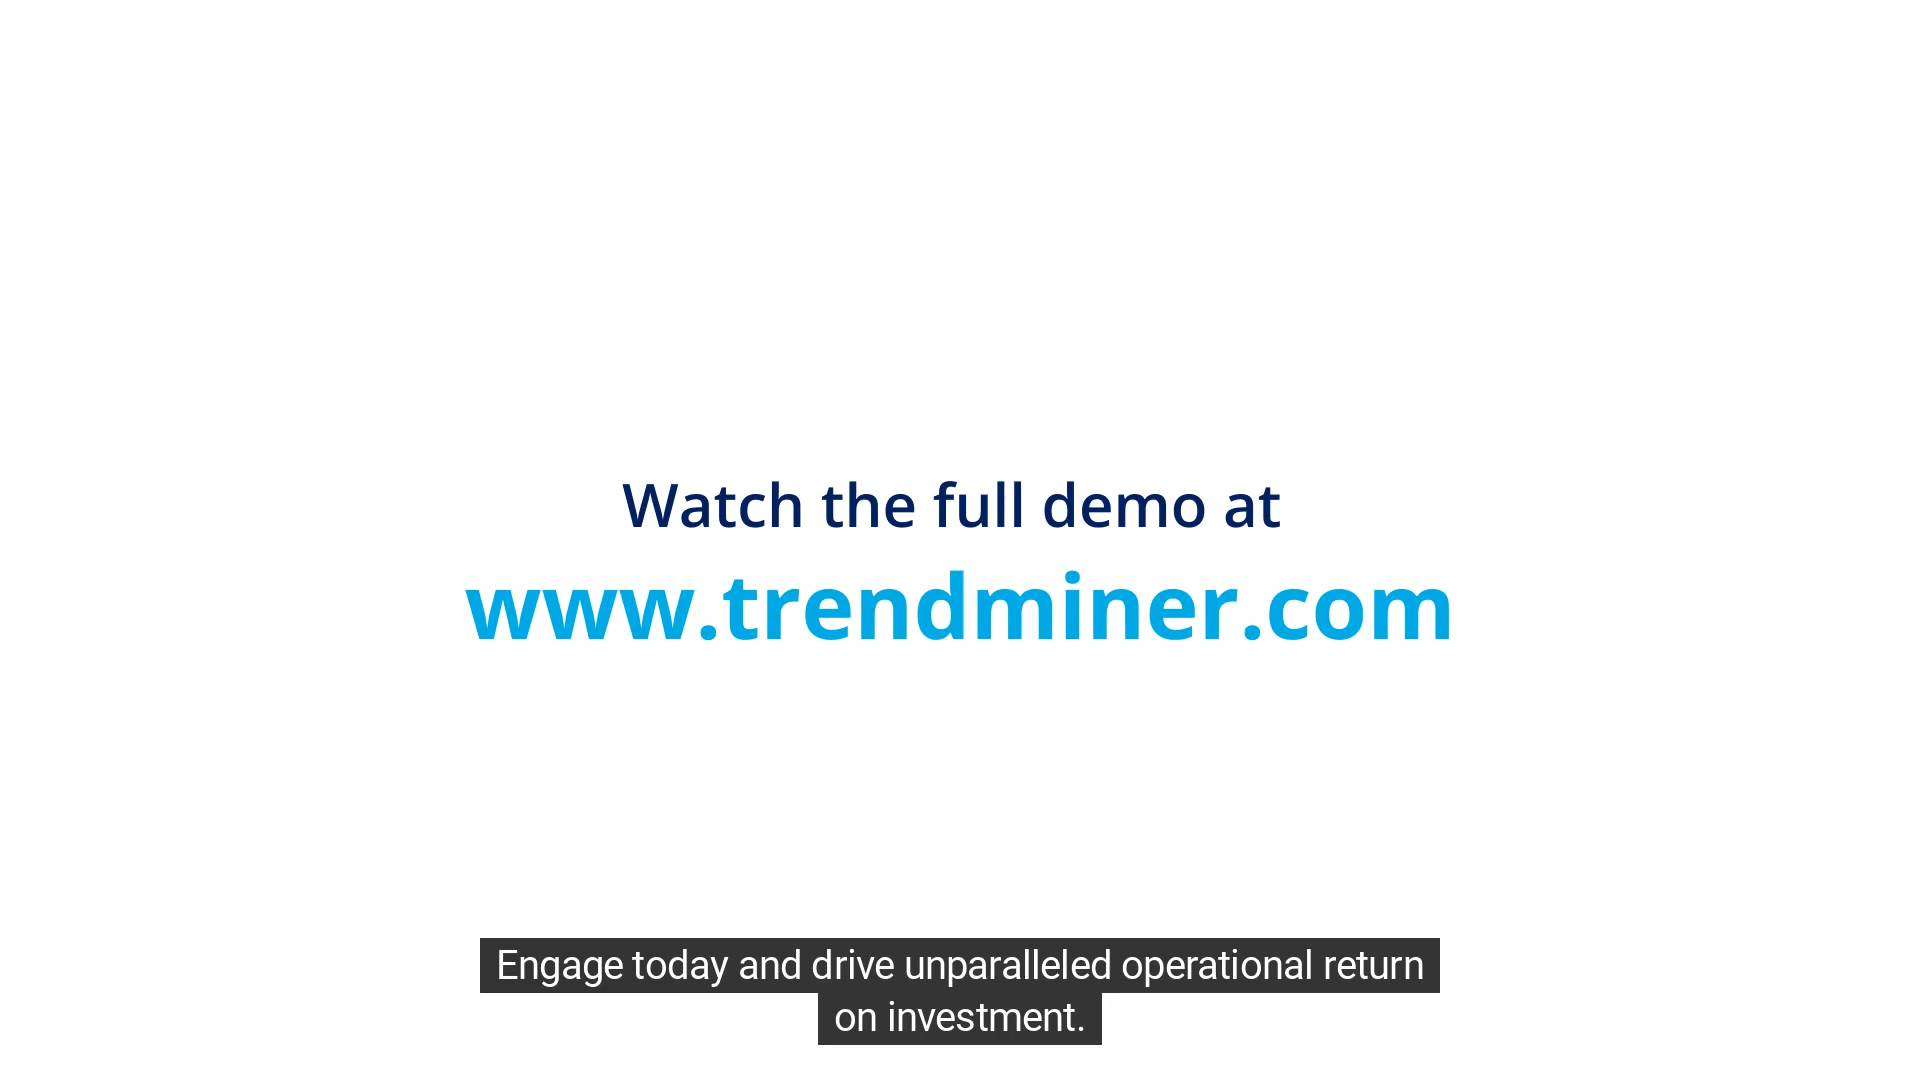 Watch the full demo at
www.trendminer.com
Engage today and drive unparalleled operational return
on investment.